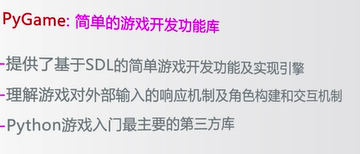 PyGame: 简单的游戏开发功能库
-提供了基于SDL的简单游戏开发功能及实现引擎
-理解游戏对外部输入的响应机制及角色构建和交互机制
-Python游戏入门最主要的第三方库